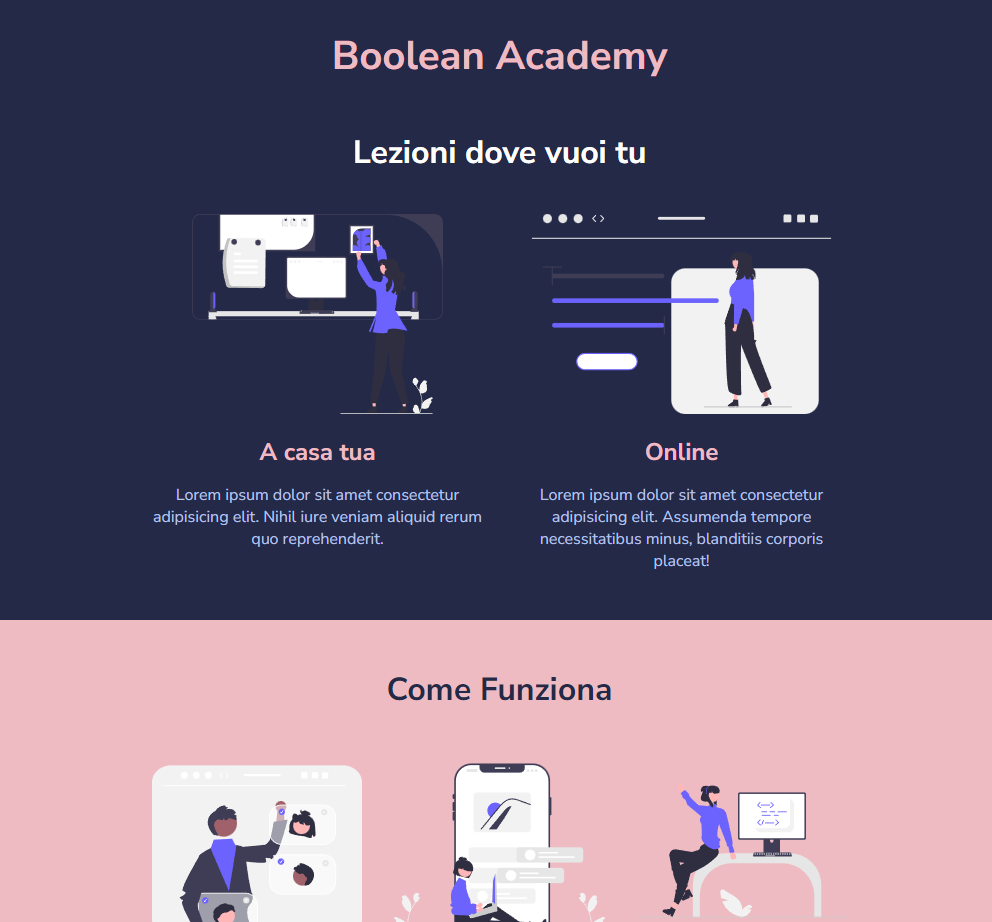 Boolean Academy
Lezioni dove vuoi tu
A casa tua
Lorem ipsum dolor sit amet consectetur
adipisicing elit. Nihil iure veniam aliquid rerum
quo reprehenderit.
Online
Lorem ipsum dolor sit amet consectetur
adipisicing elit. Assumenda tempore
necessitatibus minus, blanditiis corporis
placeat!
Come Funziona